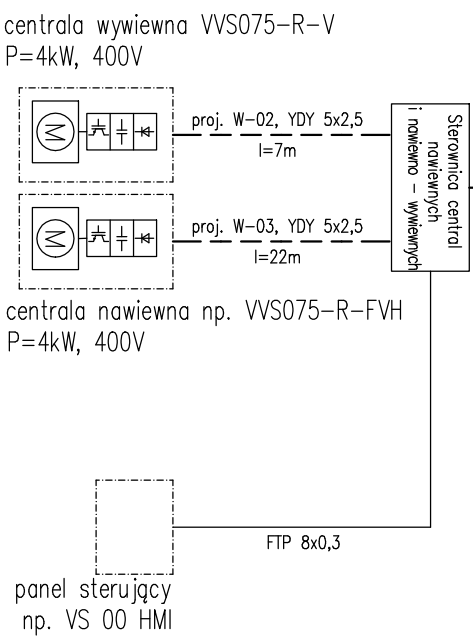 centrala wywiewna VVS075-R-V
P=4kW, 400V
M
proj. W-02, YDY 5x2,5
l=7m
Sterownica central
nawiewnych
i nawiewno - wywiewnych
M
proj. W-03, YDY 5x2,5
l=22m
centrala nawiewna np. VVS075-R-FVH
P=4kW, 400V
FTP 8x0,3
panel sterujący
np. VS 00 HMI